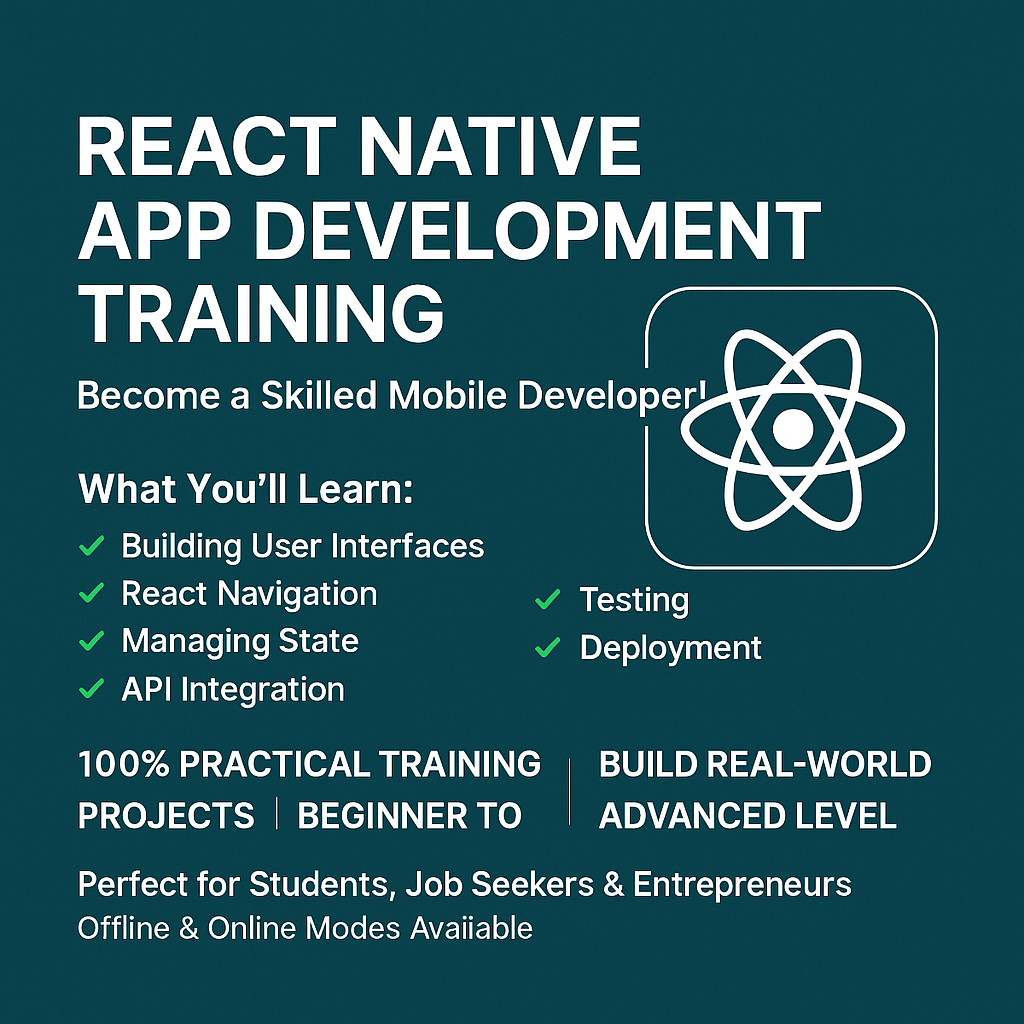 REACT NATIVE
APP DEVELOPMENT
TRAINING
Become a Skilled Mobile Developer!
What You’ll Learn:
Building User Interfaces
React Navigation
Managing State
API Integration
Testing
Deployment
100% PRACTICAL TRAINING | BUILD REAL-WORLD
PROJECTS | BEGINNER TO | ADVANCED LEVEL
Perfect for Students, Job Seekers & Entrepreneurs
Offline & Online Modes Avaiiable